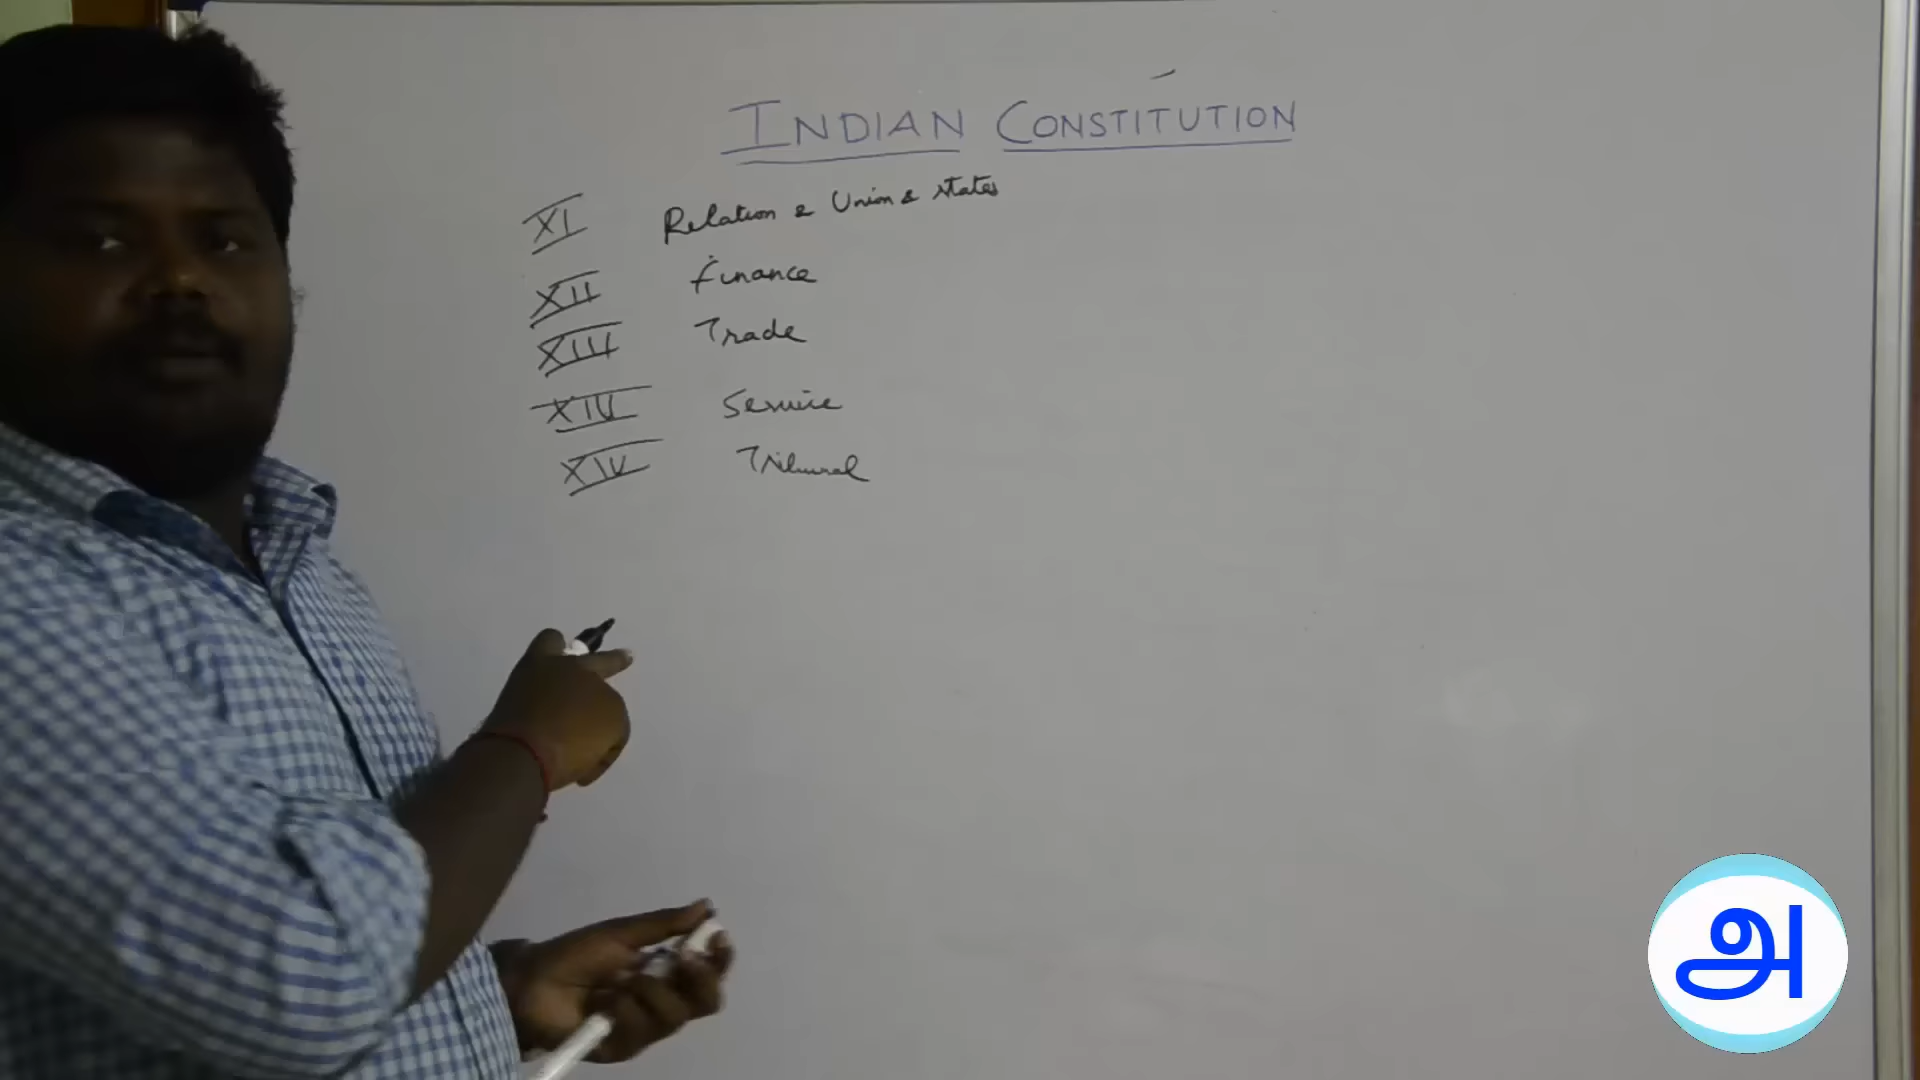 INDIAN CONSTITUTION
XI Relation & Union & States
XII Finance
XIII Trade
XIV Service
XIV Tribunal
அ